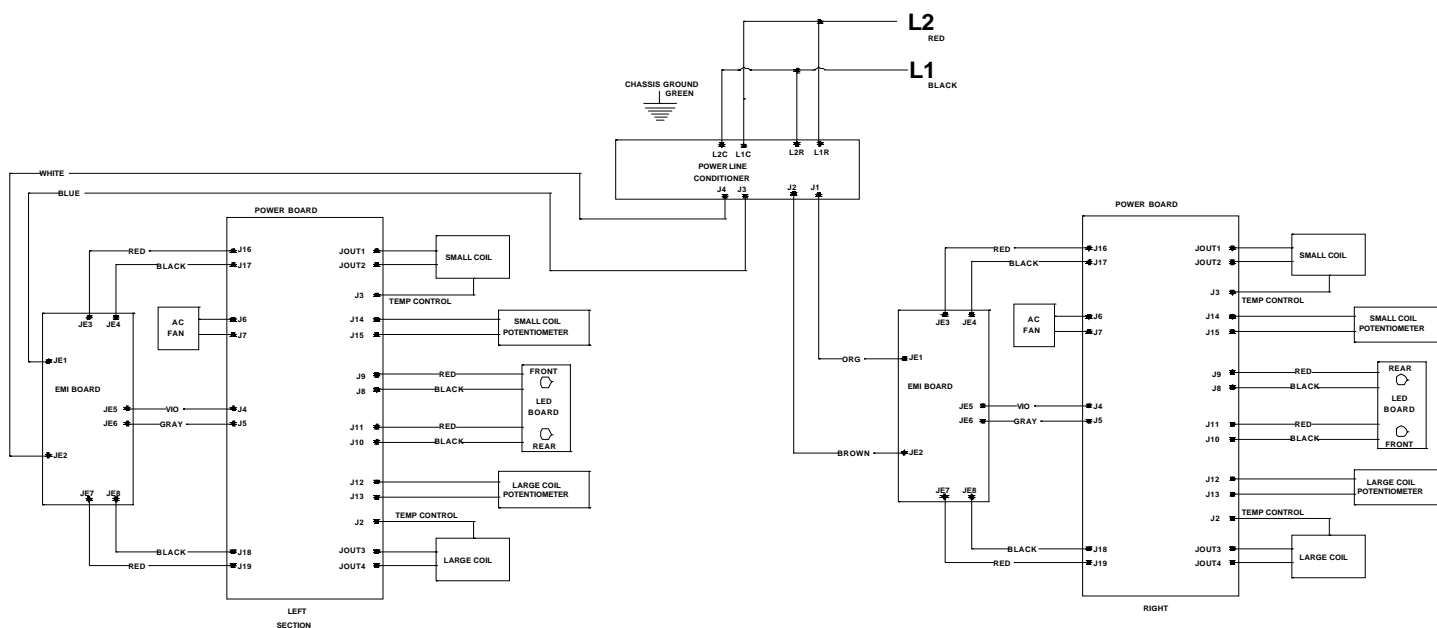 L2
RED
L1
BLACK
CHASSIS GROUND
GREEN
L2C L1C L2R L1R
POWER LINE
CONDITIONER
J4 J3 J2 J1
WHITE
BLUE
POWER BOARD
RED
J16
BLACK
J17
JE3 JE4
AC
FAN
J6
J7
JE1
EMI BOARD
JE5
VIO
J4
JE6
GRAY
J5
JE2
JE7 JE8
BLACK
J18
RED
J19
JOUT1
JOUT2
SMALL COIL
J3
TEMP CONTROL
J14
J15
SMALL COIL
POTENTIOMETER
J9
RED
J8
BLACK
FRONT
LED
BOARD
REAR
J11
RED
J10
BLACK
J12
J13
LARGE COIL
POTENTIOMETER
TEMP CONTROL
J2
JOUT3
JOUT4
LARGE COIL
LEFT
SECTION
POWER BOARD
RED
J16
BLACK
J17
JE3 JE4
AC
FAN
J6
J7
ORG
JE1
EMI BOARD
JE5
VIO
J4
JE6
GRAY
J5
BROWN
JE2
JE7 JE8
BLACK
J18
RED
J19
JOUT1
JOUT2
SMALL COIL
J3
TEMP CONTROL
J14
J15
SMALL COIL
POTENTIOMETER
J9
RED
J8
BLACK
REAR
LED
BOARD
FRONT
J11
RED
J10
BLACK
J12
J13
LARGE COIL
POTENTIOMETER
TEMP CONTROL
J2
JOUT3
JOUT4
LARGE COIL
RIGHT